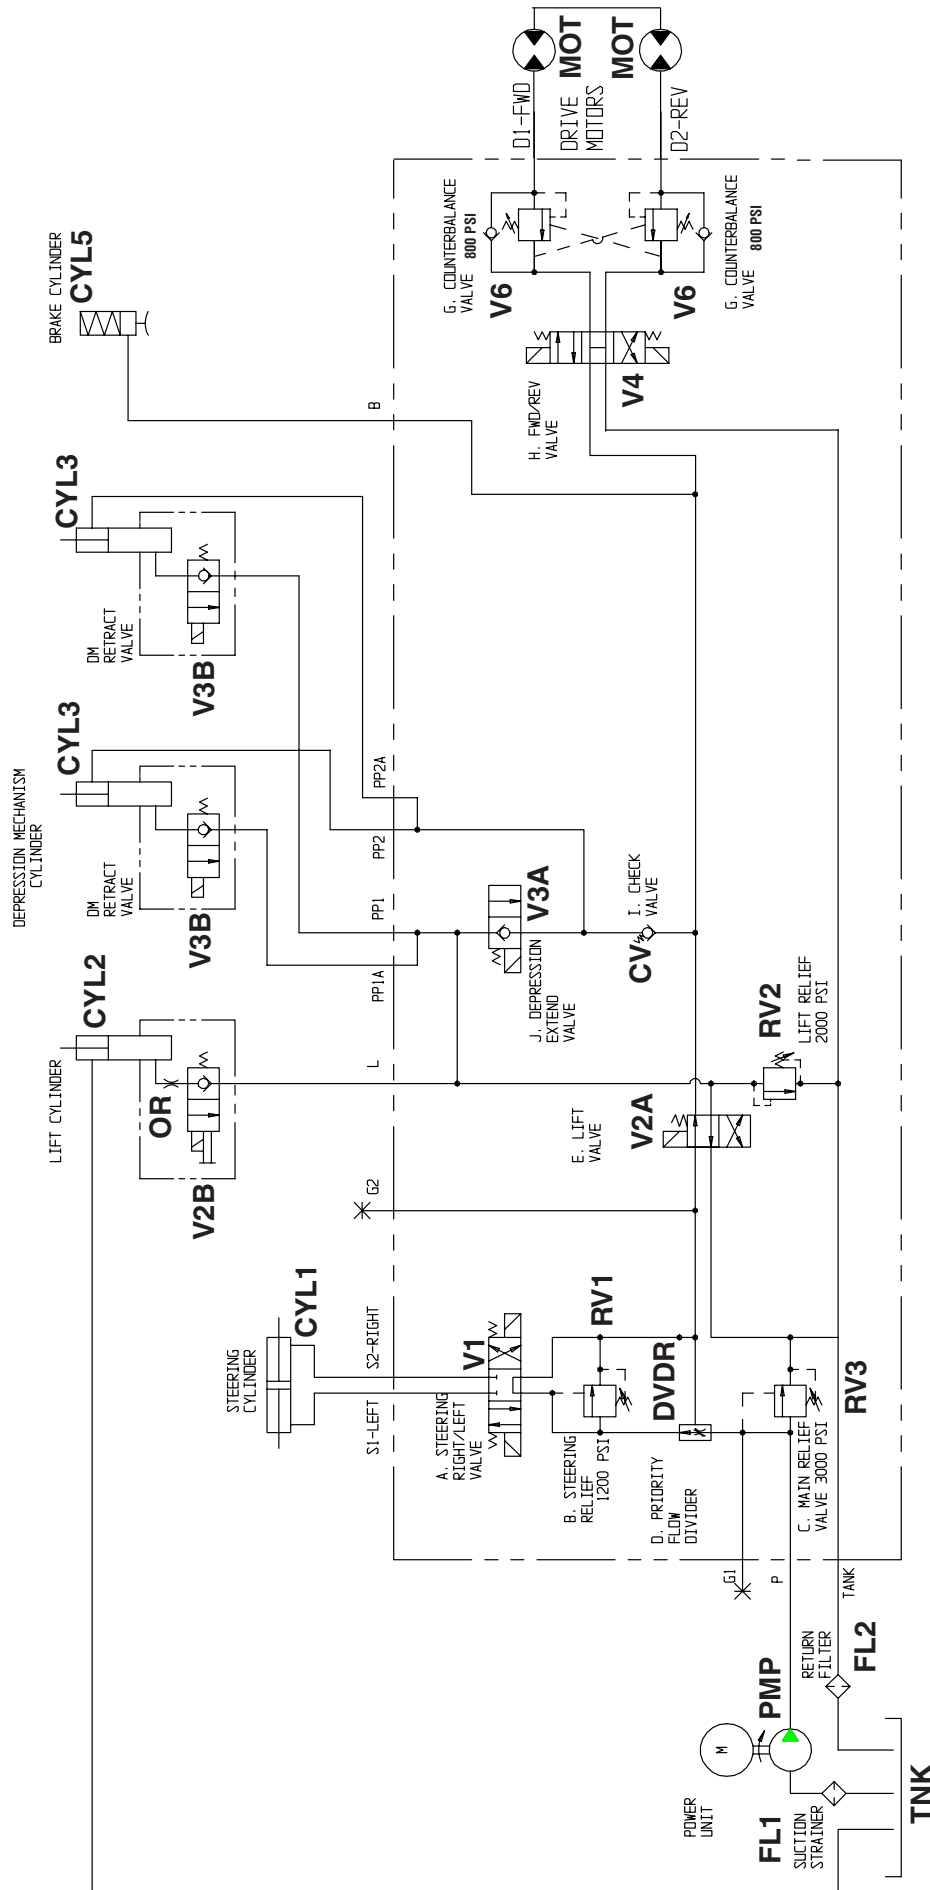 DEPRESSION MECHANISM
CYLINDER
BRAKE CYLINDER
CYL5
CYL3
DM
RETRACT
VALVE
V3B
CYL3
DM
RETRACT
VALVE
V3B
LIFT CYLINDER
CYL2
OR
V2B
STEERING
CYLINDER
CYL1
S1-LEFT
S2-RIGHT
G2
L
PP1A
PP1
PP2
PP2A
B
MOT
MOT
D1-FWD
DRIVE
MOTORS
D2-REV
G. COUNTERBALANCE
VALVE 800 PSI
V6
G. COUNTERBALANCE
VALVE 800 PSI
V6
H. FWD/REV
VALVE
V4
V3A
J. DEPRESSION
EXTEND
VALVE
I. CHECK
VALVE
CV
RV2
LIFT RELIEF
2000 PSI
E. LIFT
VALVE
V2A
A. STEERING
RIGHT/LEFT
VALVE
V1
B. STEERING
RELIEF
1200 PSI
RV1
D. PRIORITY
FLOW
DIVIDER
DVDR
C. MAIN RELIEF
VALVE 3000 PSI
RV3
G1
P
TANK
RETURN
FILTER
FL2
PMP
M
POWER
UNIT
FL1
SUCTION
STRAINER
TNK